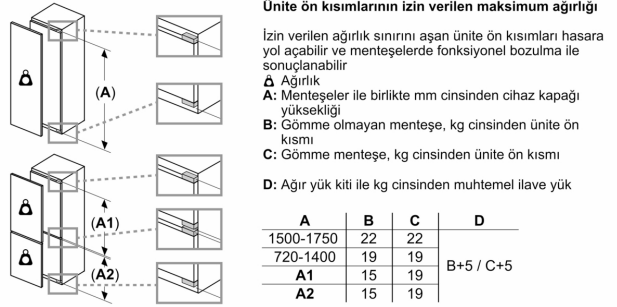 Ünite ön kısımlarının izin verilen maksimum ağırlığı
İzin verilen ağırlık sınırını aşan ünite ön kısımları hasara
yol açabilir ve menteşelerde fonksiyonel bozulma ile
sonuçlanabilir
Ağırlık
A: Menteşeler ile birlikte mm cinsinden cihaz kapağı
yüksekliği
B: Gömme olmayan menteşe, kg cinsinden ünite ön
kısmı
C: Gömme menteşe, kg cinsinden ünite ön kısmı
D: Ağır yük kiti ile kg cinsinden muhtemel ilave yük
(A)
(A1)
(A2)
A B C D
1500-1750 22 22
720-1400 19 19
B+5 / C+5
A1 15 19
A2 15 19